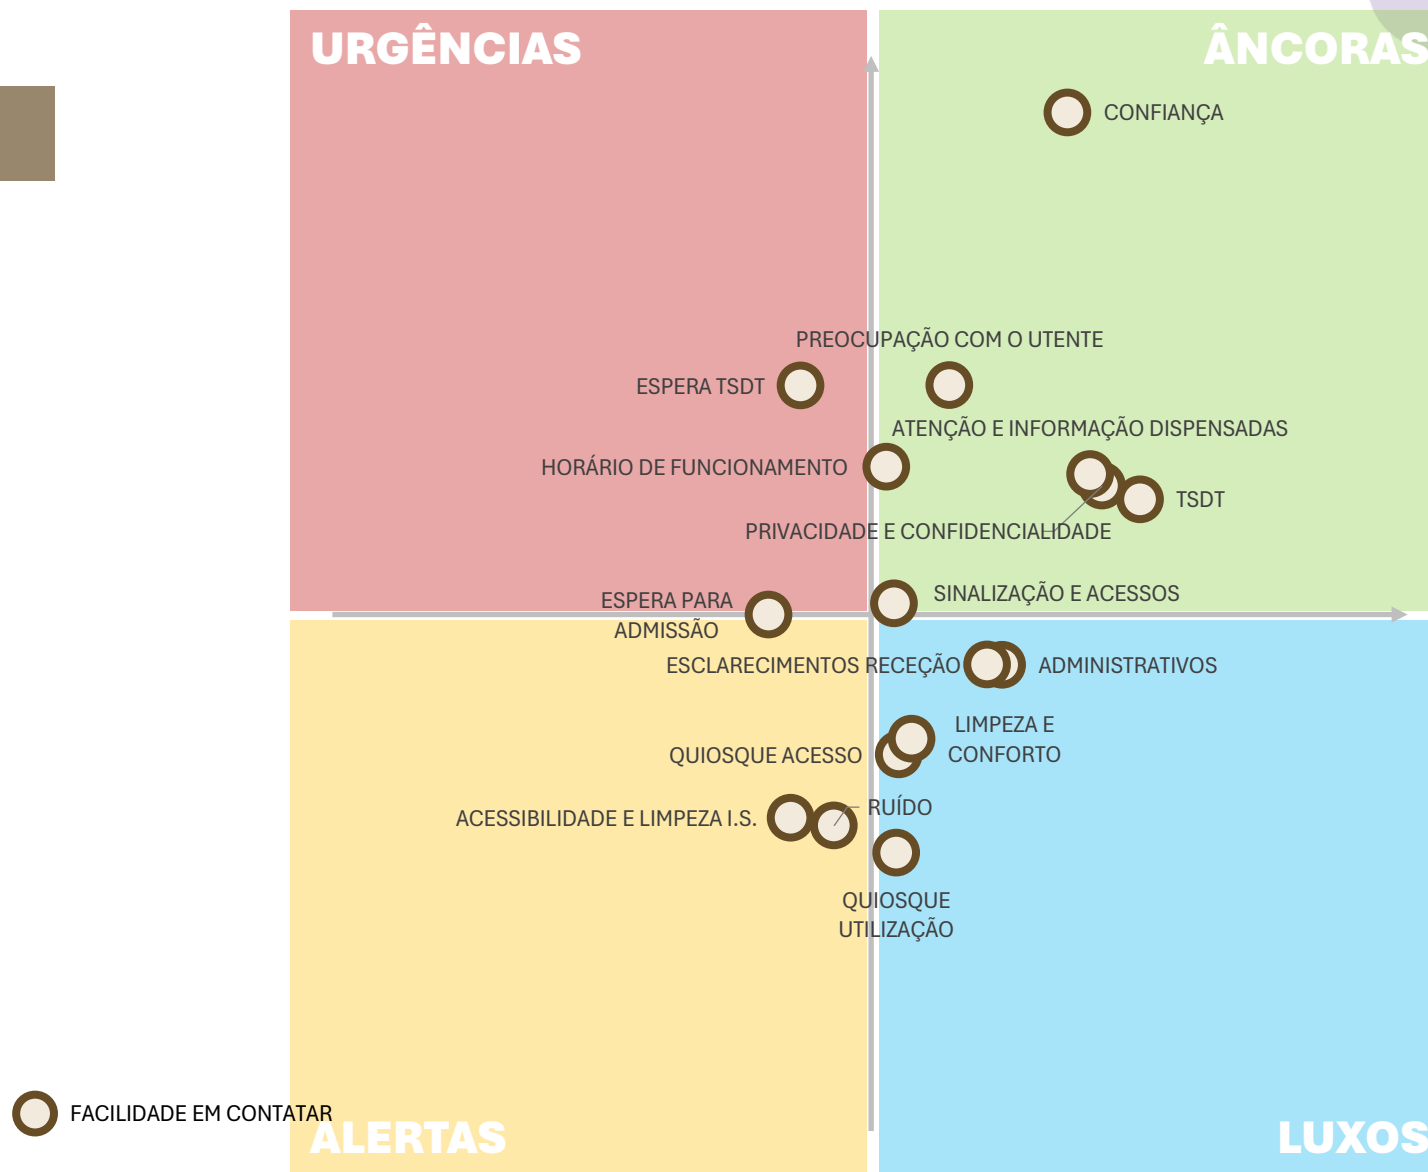 URGÊNCIAS
ÂNCORAS
CONFIANÇA
PREOCUPAÇÃO COM O UTENTE
ESPERA TSDT
ATENÇÃO E INFORMAÇÃO DISPENSADAS
HORÁRIO DE FUNCIONAMENTO
TSDT
PRIVACIDADE E CONFIDENCIALIDADE
SINALIZAÇÃO E ACESSOS
ESPERA PARA
ADMISSÃO
ESCLARECIMENTOS RECEÇÃO
ADMINISTRATIVOS
LIMPEZA E
CONFORTO
QUIOSQUE ACESSO
RUÍDO
ACESSIBILIDADE E LIMPEZA I.S.
QUIOSQUE
UTILIZAÇÃO
FACILIDADE EM CONTATAR
ALERTAS
LUXOS